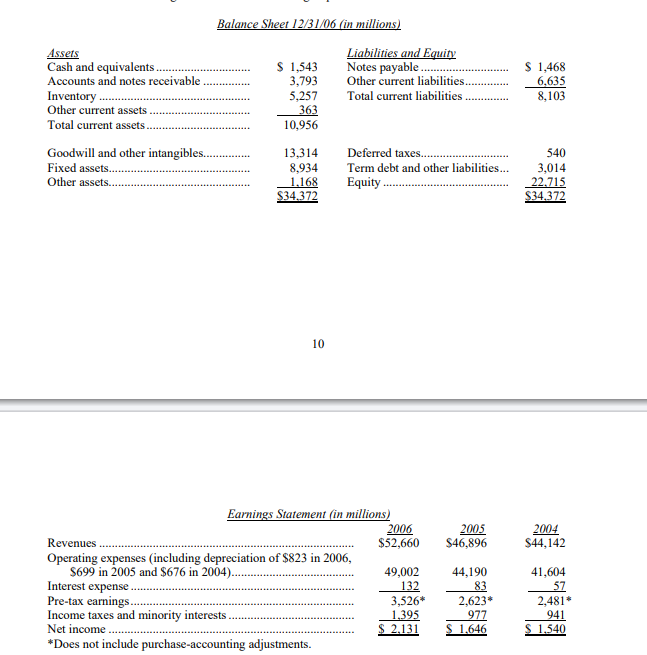 Balance Sheet 12/31/06 (in millions)
Assets Liabilities and Equity
Cash and equivalents.............................. $ 1,543 Notes payable............................ $ 1,468
Accounts and notes receivable ............... 3,793 Other current liabilities.............. 6,635
Inventory ................................................ 5,257 Total current liabilities .............. 8,103
Other current assets ................................ 363
Total current assets................................. 10,956
Goodwill and other intangibles............... 13,314 Deferred taxes............................ 540
Fixed assets............................................. 8,934 Term debt and other liabilities... 3,014
Other assets............................................. 1,168 Equity ........................................ 22,715
$34,372 $34,372
10
Earnings Statement (in millions)
2006 2005 2004
Revenues .................................................................................. $52,660 $46,896 $44,142
Operating expenses (including depreciation of $823 in 2006,
$699 in 2005 and $676 in 2004)....................................... 49,002 44,190 41,604
Interest expense ....................................................................... 132 83 57
Pre-tax earnings....................................................................... 3,526* 2,623* 2,481*
Income taxes and minority interests ........................................ 1,395 977 941
Net income .............................................................................. $ 2,131 $ 1,646 $ 1,540
*Does not include purchase-accounting adjustments.